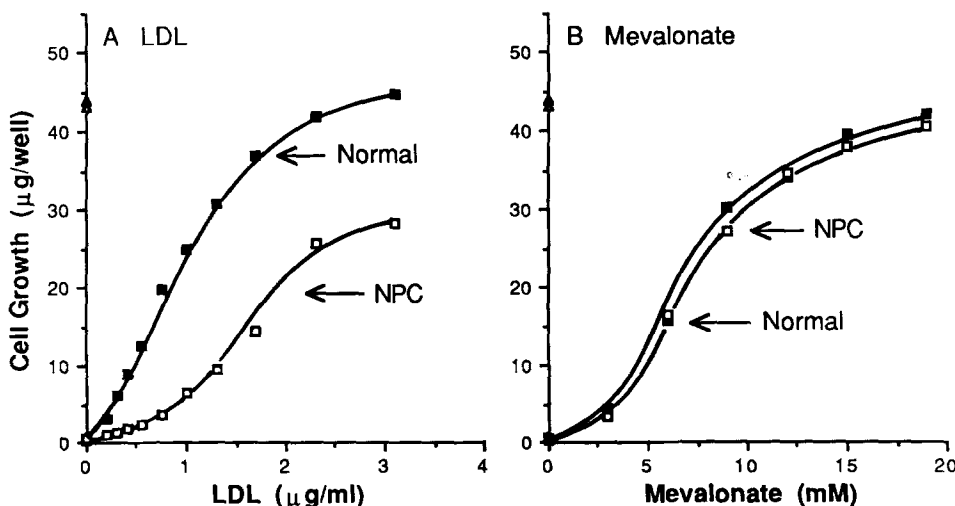 A LDL
B Mevalonate
Cell Growth (μg/well)
50
40
30
20
10
0
Normal
NPC
0
1
2
3
4
LDL (μg/ml)
50
40
30
20
10
0
NPC
Normal
0
5
10
15
20
Mevalonate (mM)